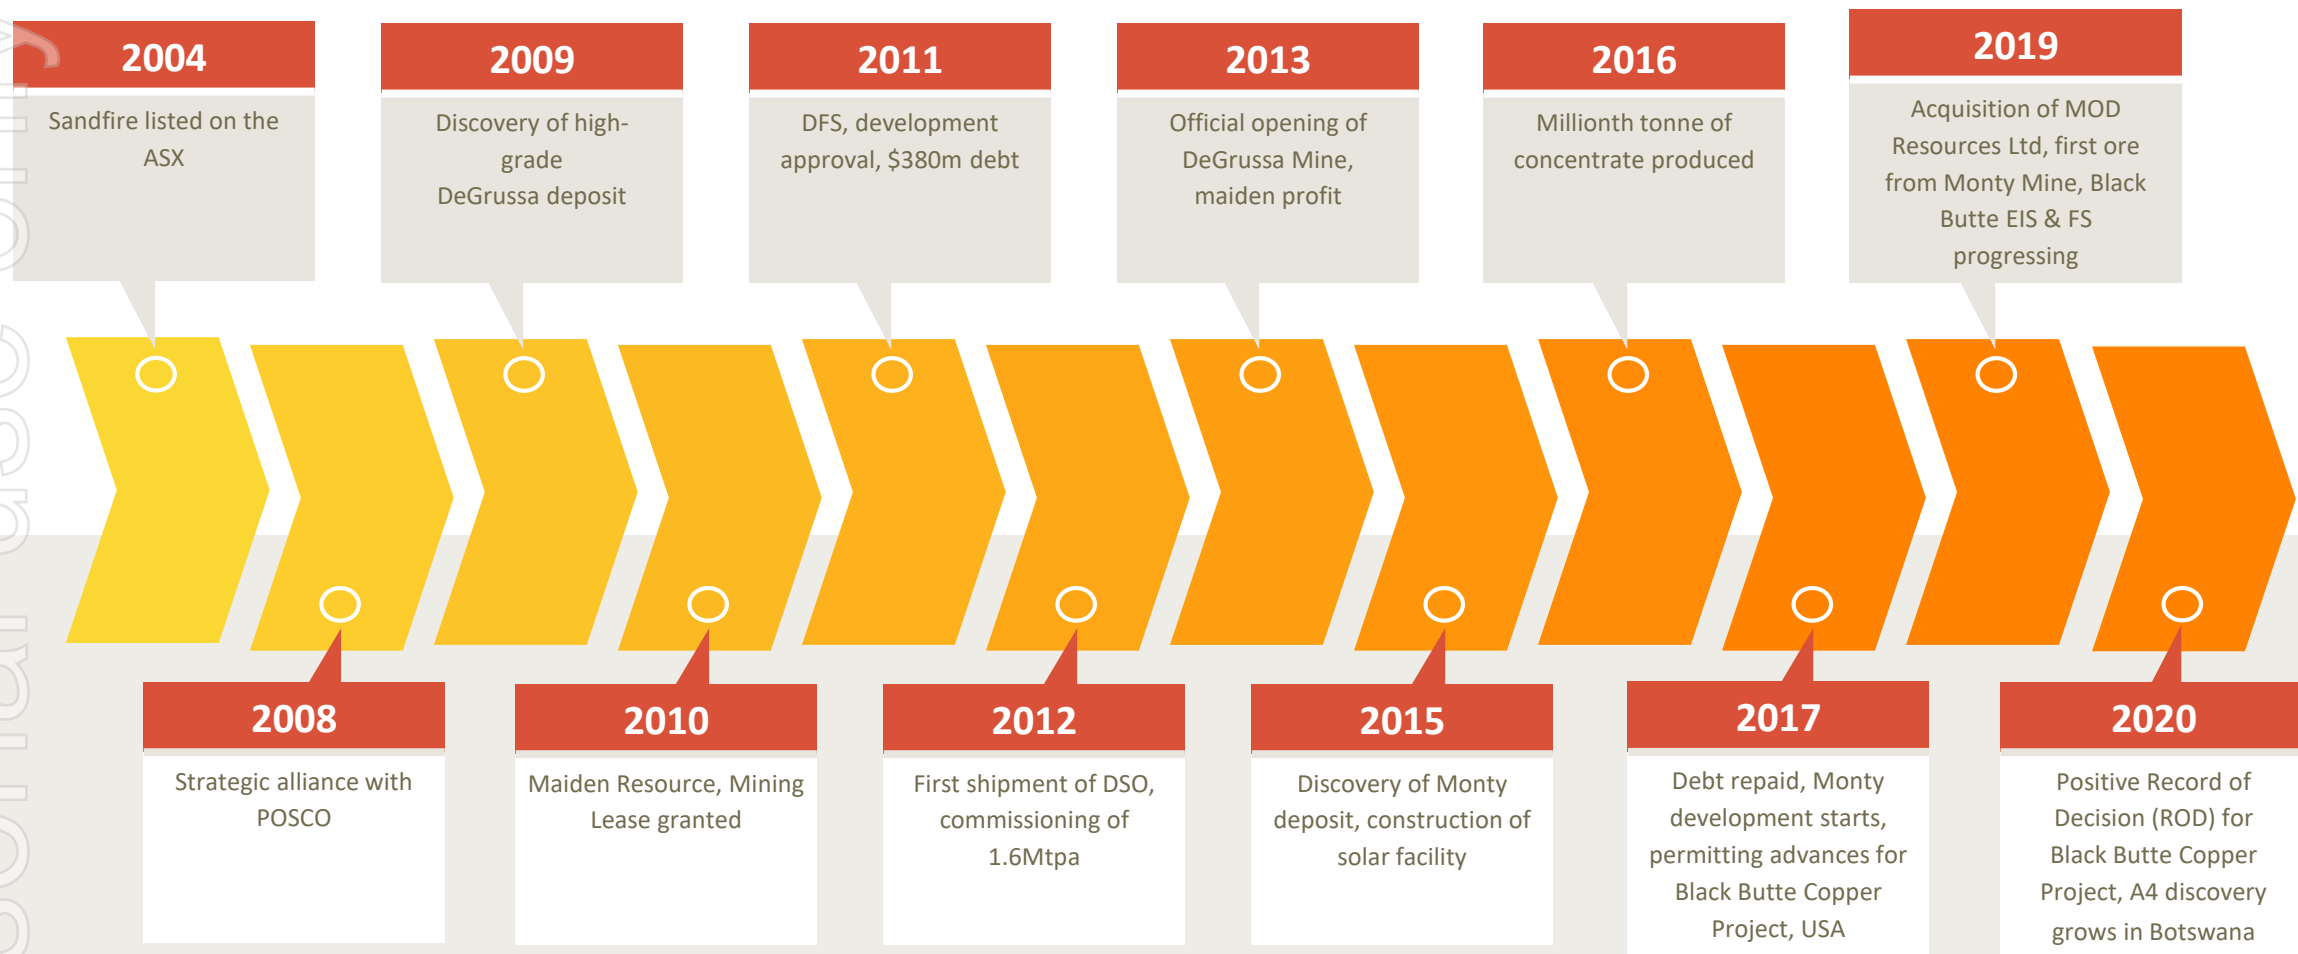 2004
Sandfire listed on the
ASX
2009
Discovery of high-
grade
DeGrussa deposit
2011
DFS, development
approval, $380m debt
2013
Official opening of
DeGrussa Mine,
maiden profit
2016
Millionth tonne of
concentrate produced
2019
Acquisition of MOD
Resources Ltd, first ore
from Monty Mine, Black
Butte EIS & FS
progressing
2008
Strategic alliance with
POSCO
2010
Maiden Resource, Mining
Lease granted
2012
First shipment of DSO,
commissioning of
1.6Mtpa
2015
Discovery of Monty
deposit, construction of
solar facility
2017
Debt repaid, Monty
development starts,
permitting advances for
Black Butte Copper
Project, USA
2020
Positive Record of
Decision (ROD) for
Black Butte Copper
Project, A4 discovery
grows in Botswana